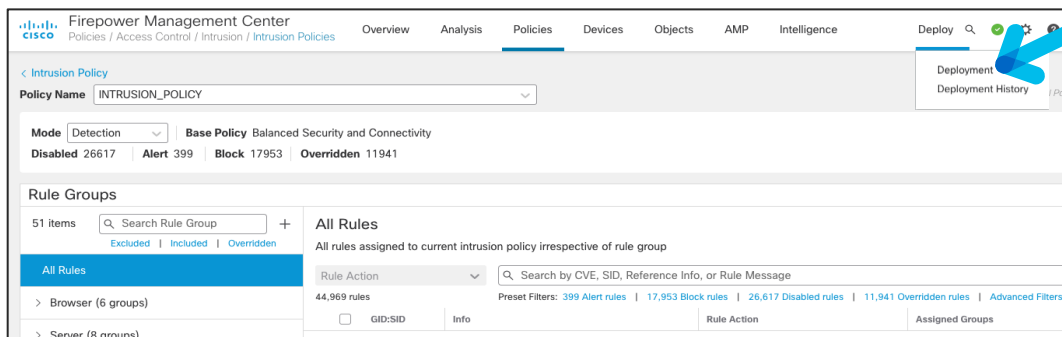 CISCO
Firepower Management Center
Policies / Access Control / Intrusion / Intrusion Policies
Overview Analysis Policies Devices Objects AMP Intelligence Deploy
Deployment
Deployment History
< Intrusion Policy
Policy Name INTRUSION_POLICY
Mode Detection Base Policy Balanced Security and Connectivity
Disabled 26617 Alert 399 Block 17953 Overridden 11941
Rule Groups
51 items Search Rule Group +
Excluded | Included | Overridden
All Rules
> Browser (6 groups)
> Server (8 groups)
All Rules
All rules assigned to current intrusion policy irrespective of rule group
Rule Action Search by CVE, SID, Reference Info, or Rule Message
44,969 rules Preset Filters: 399 Alert rules | 17,953 Block rules | 26,617 Disabled rules | 11,941 Overridden rules | Advanced Filters
GID:SID Info Rule Action Assigned Groups